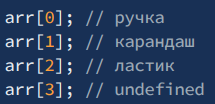 arr[0]; // ручка
arr[1]; // карандаш
arr[2]; // ластик
arr[3]; // undefined